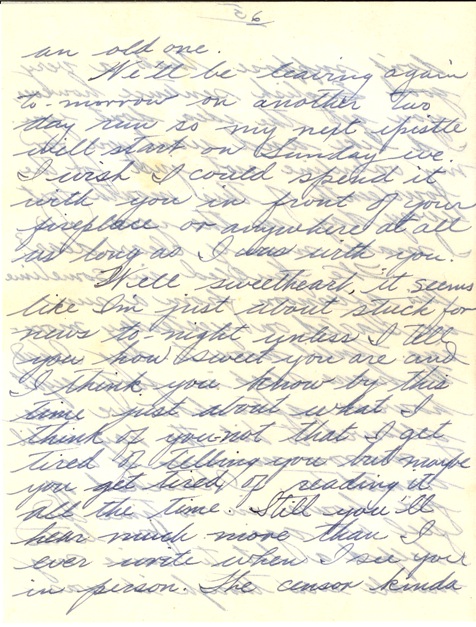 6
an old one.
We'll be leaving again
to-morrow on another two
day run so my next epistle
will start on Sunday eve.
I wish I could spend it
with you in front of your
fireplace or anywhere at all
as long as I was with you.
Well sweetheart, it seems
like I'm just about stuck for
news to-night unless I tell
you how sweet you are and
I think you know by this
time just about what I
think of you-not that I get
tired of telling you but maybe
you get tired of reading it
all the time. Still you'll
hear much more than I
ever write when I see you
in person. The censor kinda